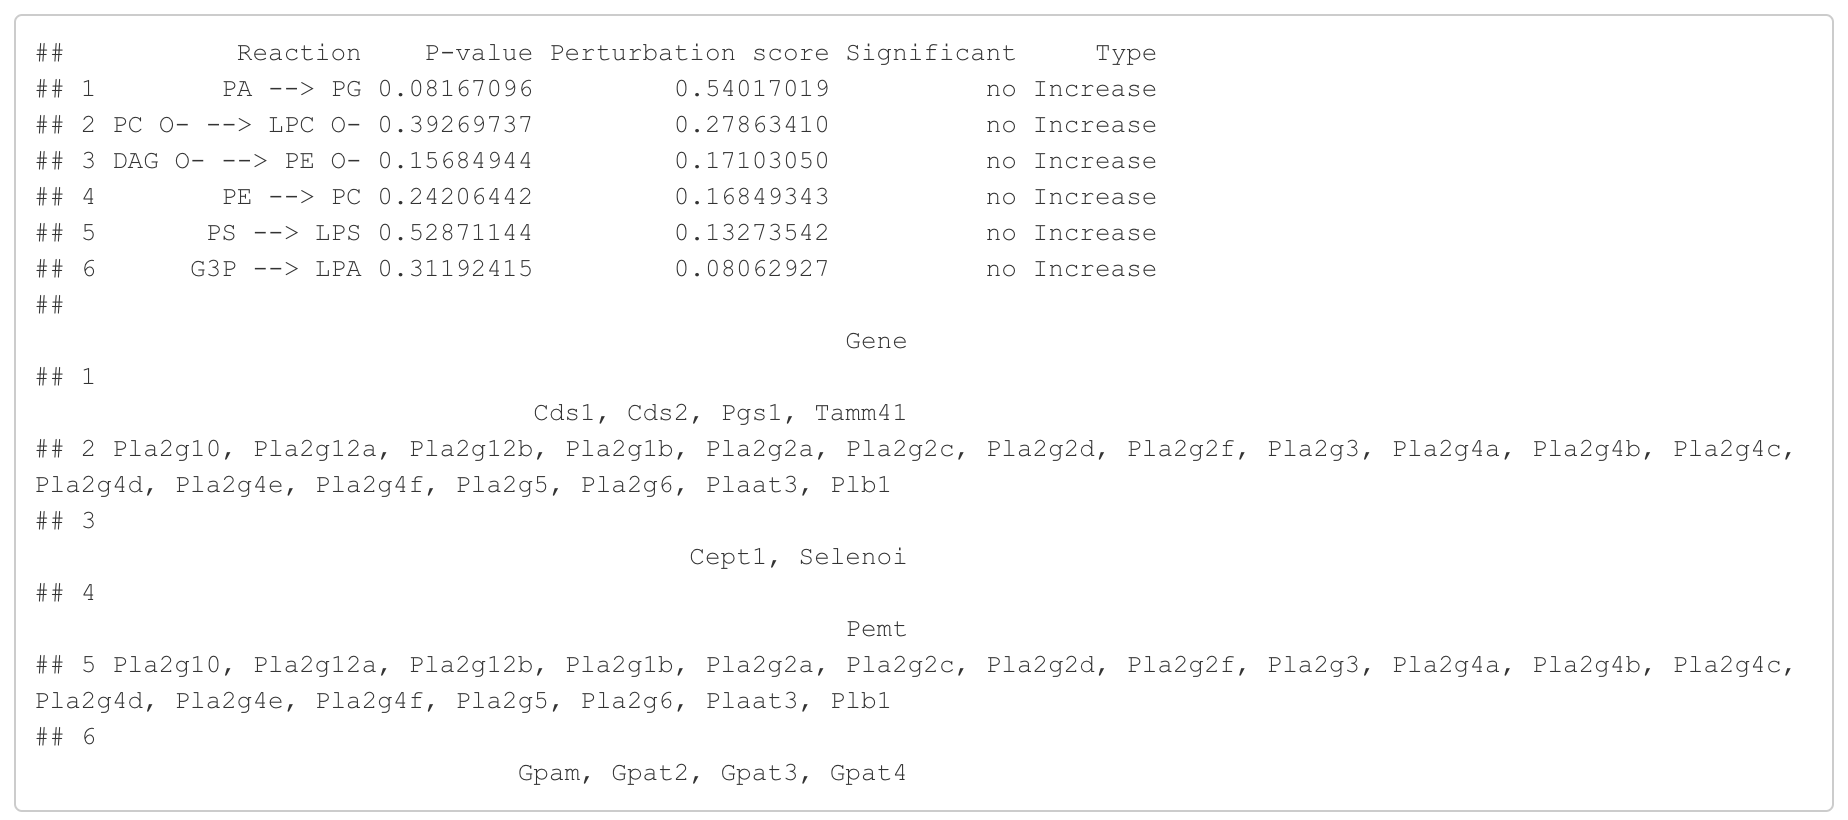 ##           Reaction    P-value Perturbation score Significant     Type
## 1        PA --> PG 0.08167096         0.54017019          no Increase
## 2 PC O- --> LPC O- 0.39269737         0.27863410          no Increase
## 3 DAG O- --> PE O- 0.15684944         0.17103050          no Increase
## 4        PE --> PC 0.24206442         0.16849343          no Increase
## 5       PS --> LPS 0.52871144         0.13273542          no Increase
## 6      G3P --> LPA 0.31192415         0.08062927          no Increase
##
                                                    Gene
## 1
                                Cds1, Cds2, Pgs1, Tamm41
## 2 Pla2g10, Pla2g12a, Pla2g12b, Pla2g1b, Pla2g2a, Pla2g2c, Pla2g2d, Pla2g2f, Pla2g3, Pla2g4a, Pla2g4b, Pla2g4c,
Pla2g4d, Pla2g4e, Pla2g4f, Pla2g5, Pla2g6, Plaat3, Plb1
## 3
                                          Cept1, Selenoi
## 4
                                                    Pemt
## 5 Pla2g10, Pla2g12a, Pla2g12b, Pla2g1b, Pla2g2a, Pla2g2c, Pla2g2d, Pla2g2f, Pla2g3, Pla2g4a, Pla2g4b, Pla2g4c,
Pla2g4d, Pla2g4e, Pla2g4f, Pla2g5, Pla2g6, Plaat3, Plb1
## 6
                               Gpam, Gpat2, Gpat3, Gpat4